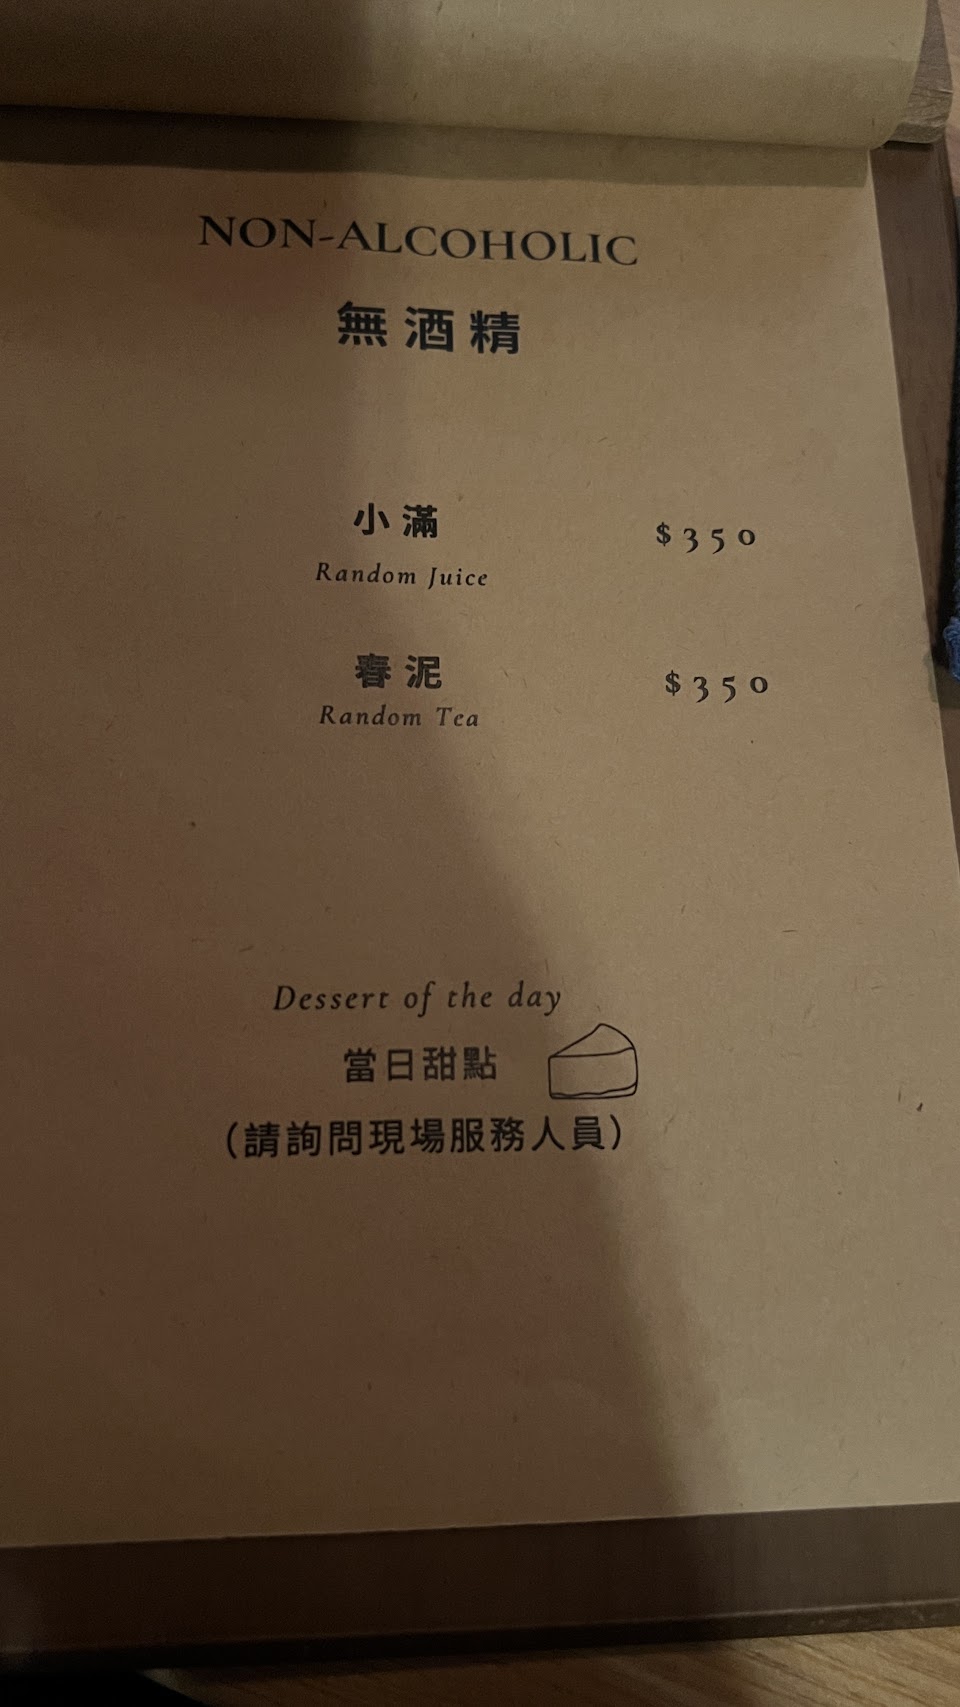 NON-ALCOHOLIC
無酒精
小滿 $350
Random Juice
春泥 $350
Random Tea
Dessert of the day
當日甜點
(請詢問現場服務人員)